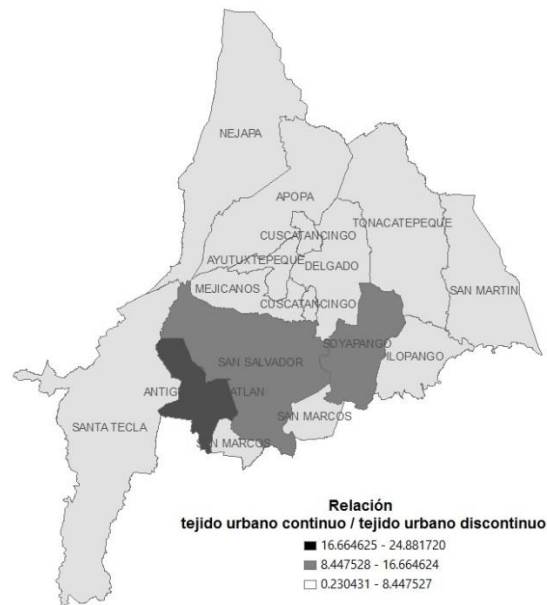 NEJAPA
APOPA
TONACATEPEQUE
CUSCATANCINGO
AYUTUXTEPEQUE
DELGADO
MEJICANOS
SAN MARTIN
CUSCATANCINGO
SOYAPANGO
ILOPANGO
SAN SALVADOR
ANTIGU ATLAN
SAN MARCOS
SANTA TECLA
SAN MARCOS
Relación
tejido urbano continuo / tejido urbano discontinuo
16.664625 - 24.881720
8.447528 - 16.664624
0.230431 - 8.447527